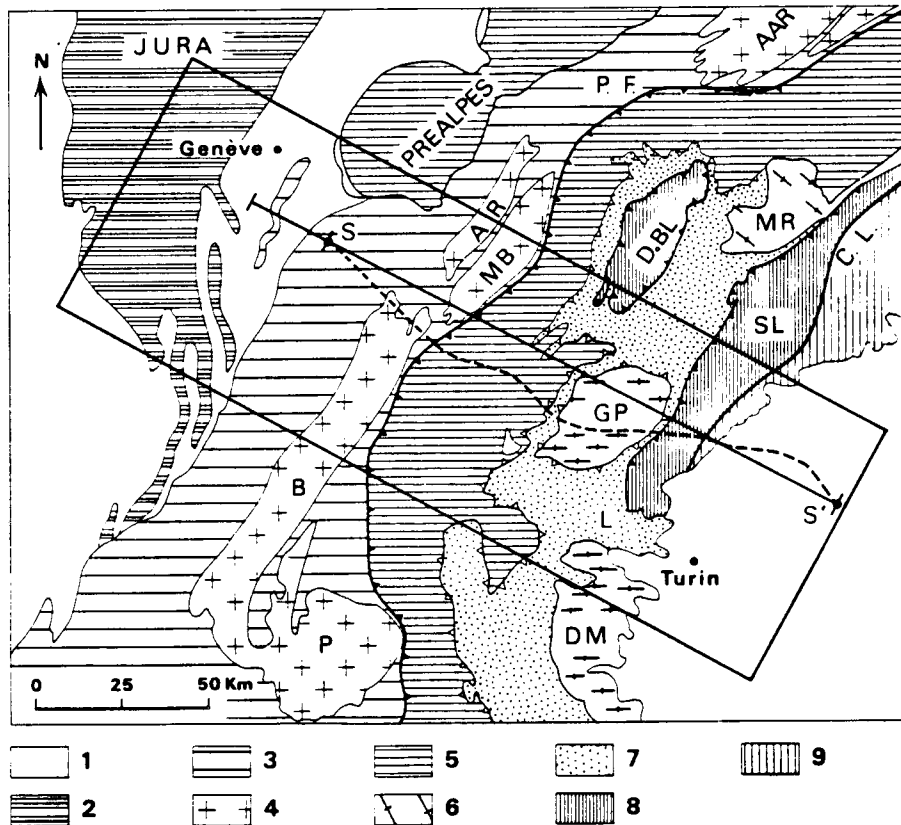 JURA
N
AAR
P. F.
PREALPES
Genève
A.R
S
MB
D.BL
MR
C.L.
SL
GP
B
S'
L
Turin
P
DM
0 25 50 Km
1 3 5 7 9
2 4 6 8